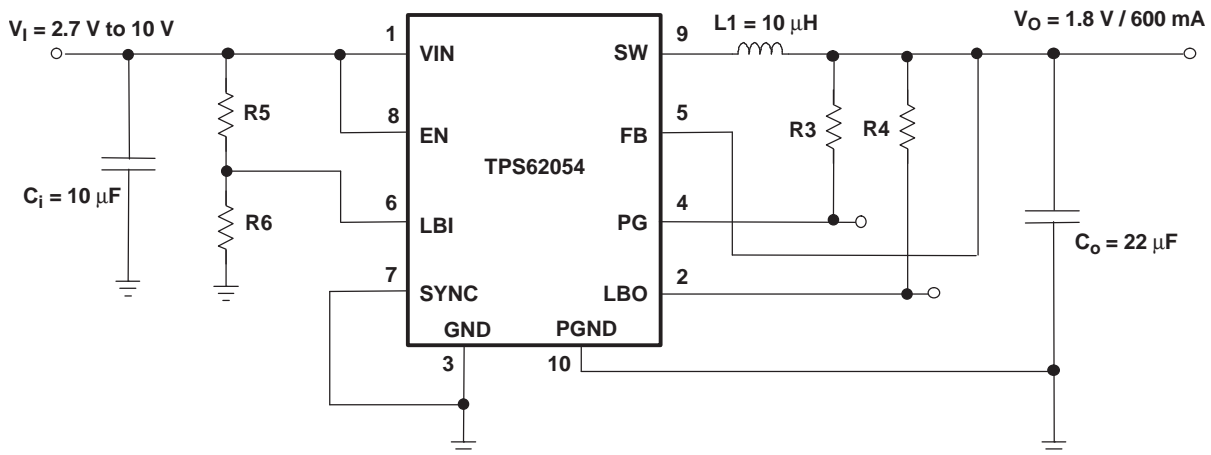 V_I = 2.7 V to 10 V
1
VIN
SW
9
L1 = 10 μH
V_O = 1.8 V / 600 mA
R5
8
EN
5
FB
R3
R4
TPS62054
C_i = 10 μF
R6
6
LBI
4
PG
C_o = 22 μF
7
SYNC
2
LBO
GND
PGND
3
10